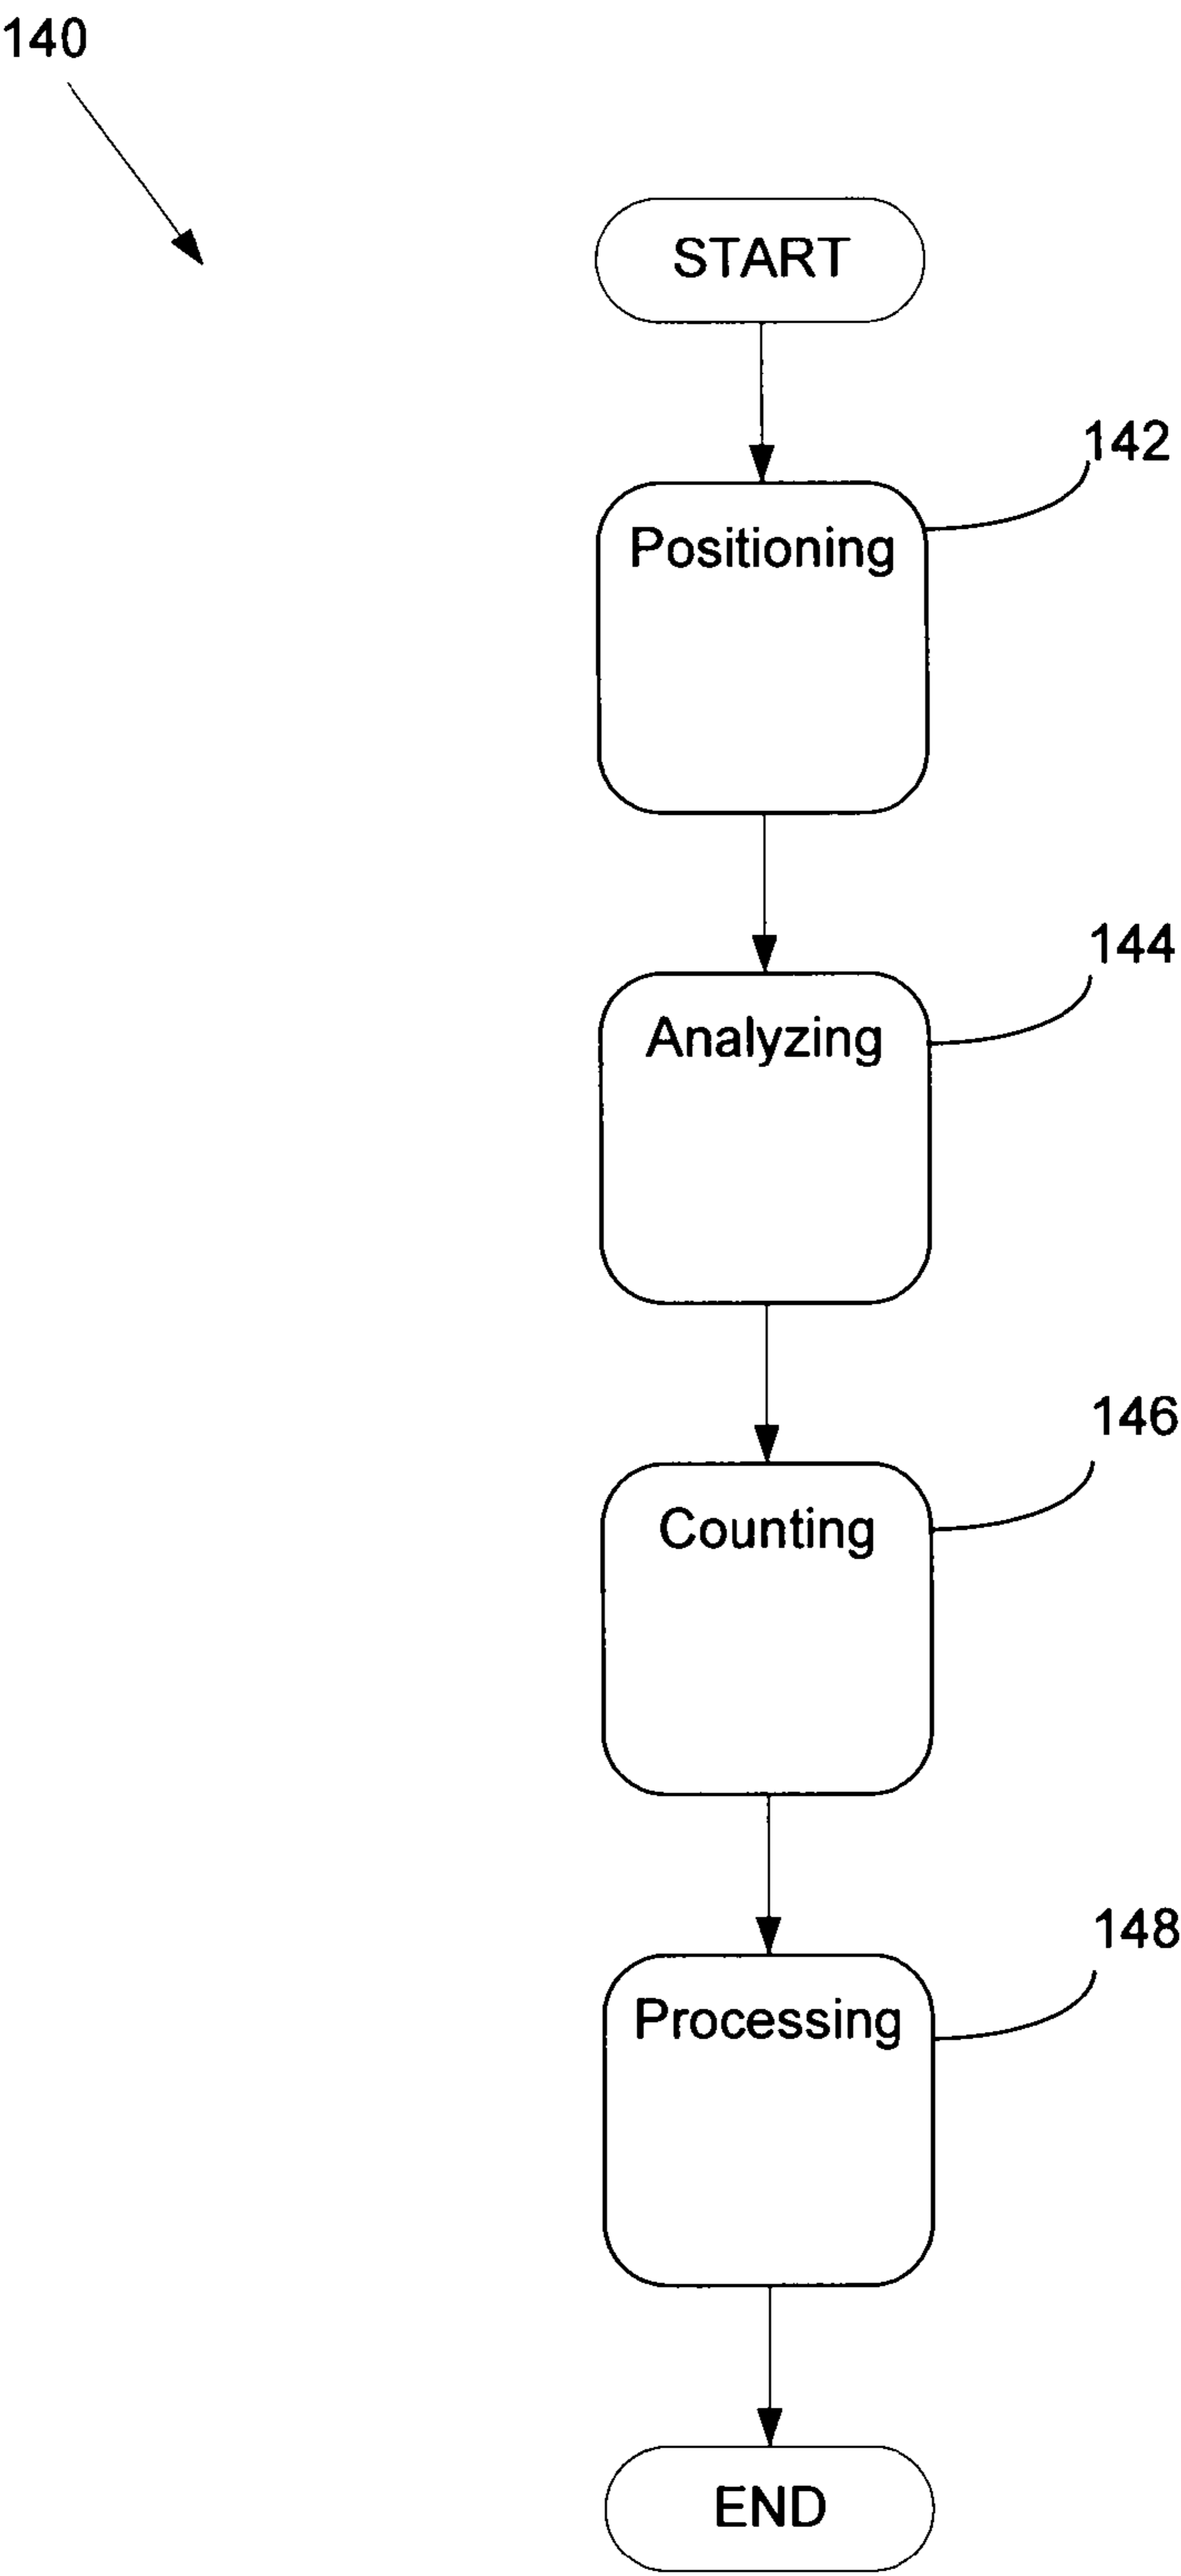 140
START
142
Positioning
144
Analyzing
146
Counting
148
Processing
END